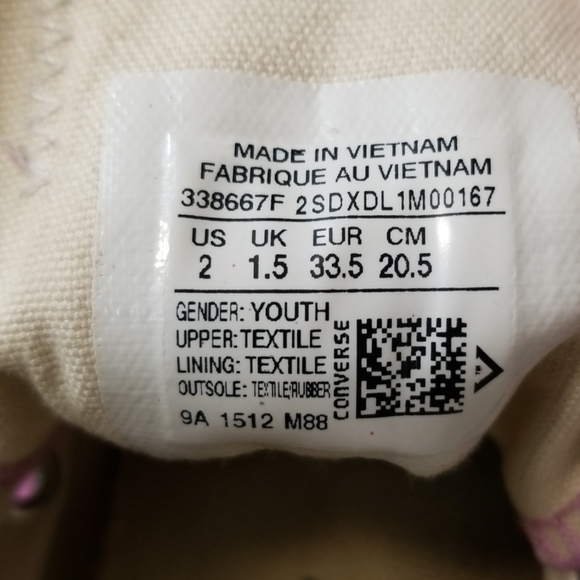 MADE IN VIETNAM
FABRIQUE AU VIETNAM
338667F 2SDXDL1M00167
US UK EUR CM
2 1.5 33.5 20.5
GENDER: YOUTH
UPPER: TEXTILE
LINING: TEXTILE
OUTSOLE: TEXTILE/RUBBER
9A 1512 M88
CONVERSE
TM